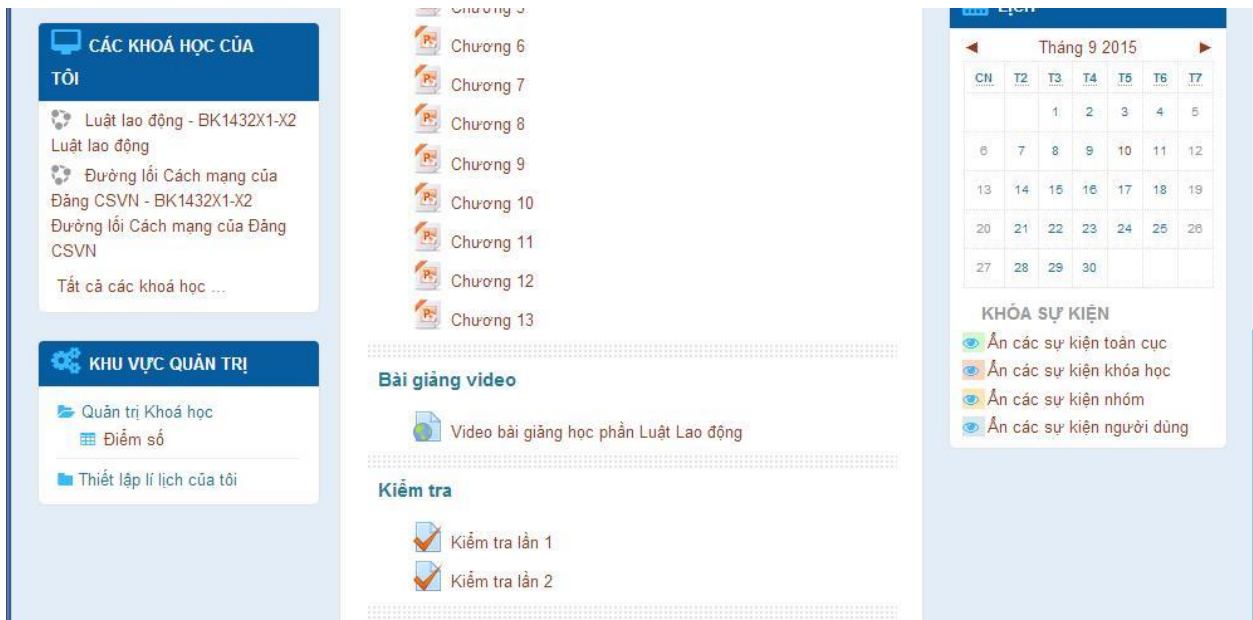 CÁC KHOÁ HỌC CỦA
TÔI
Luật lao động - BK1432X1-X2
Luật lao động
Đường lối Cách mạng của
Đảng CSVN - BK1432X1-X2
Đường lối Cách mạng của Đảng
CSVN
Tất cả các khoá học ...
KHU VỰC QUẢN TRỊ
Quản trị Khoá học
Điểm số
Thiết lập lí lịch của tôi
Chương 5
Chương 6
Chương 7
Chương 8
Chương 9
Chương 10
Chương 11
Chương 12
Chương 13
Bài giảng video
Video bài giảng học phần Luật Lao động
Kiểm tra
Kiểm tra lần 1
Kiểm tra lần 2
LỊCH
◄ Tháng 9 2015 ►
CN T2 T3 T4 T5 T6 T7
1 2 3 4 5
6 7 8 9 10 11 12
13 14 15 16 17 18 19
20 21 22 23 24 25 26
27 28 29 30
KHÓA SỰ KIỆN
Ẩn các sự kiện toàn cục
Ẩn các sự kiện khóa học
Ẩn các sự kiện nhóm
Ẩn các sự kiện người dùng